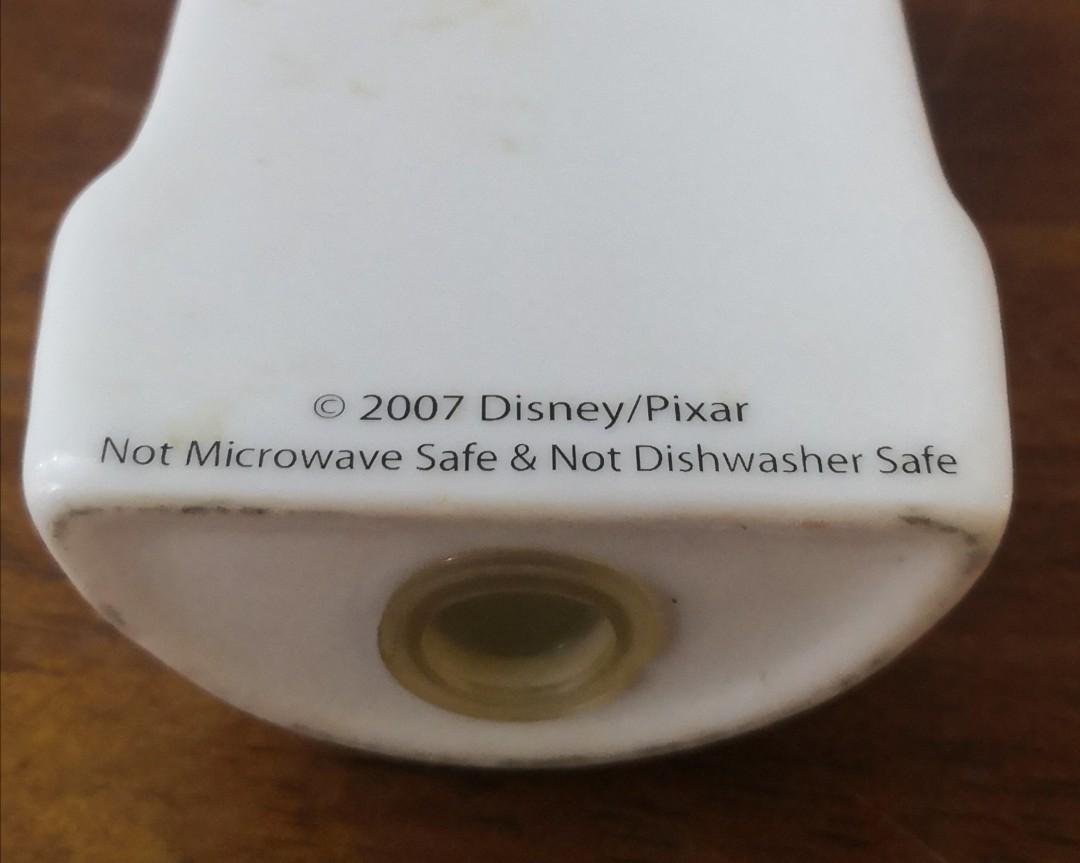 © 2007 Disney/Pixar
Not Microwave Safe & Not Dishwasher Safe